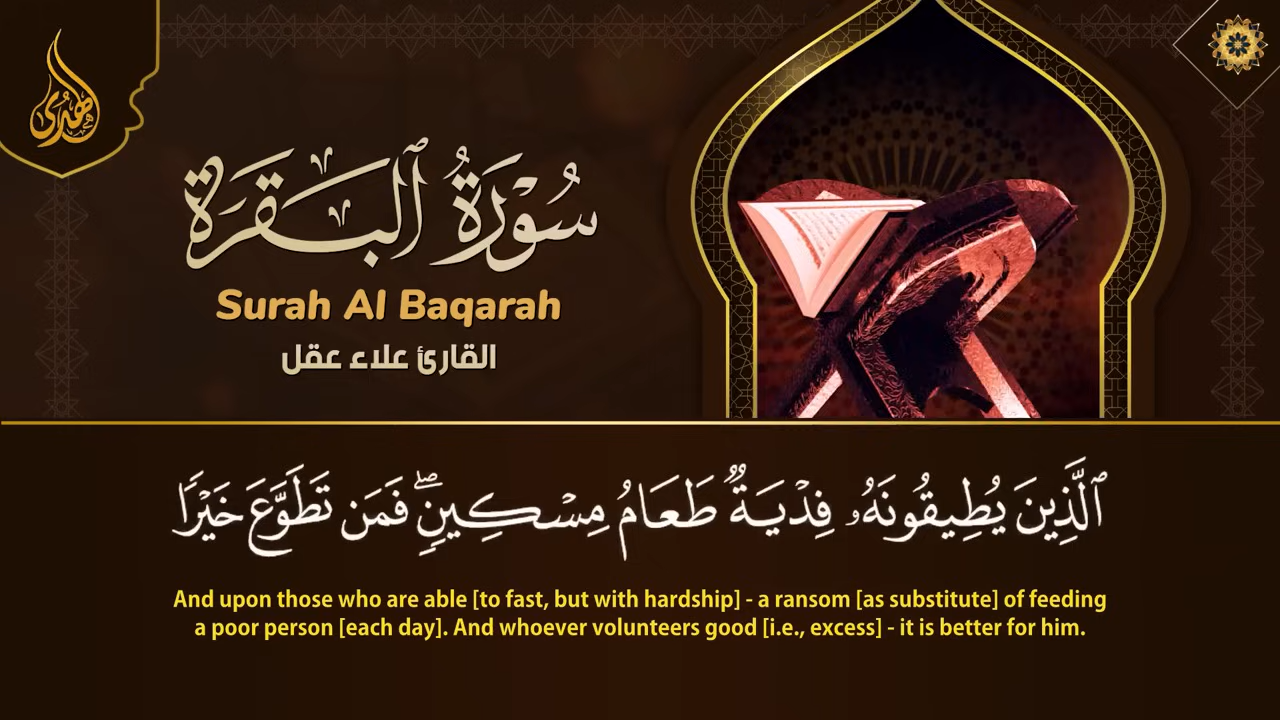 الهدى
سُورَةُ ٱلْبَقَرَةِ
Surah Al Baqarah
القارئ علاء عقل
ٱلَّذِينَ يُطِيقُونَهُۥ فِدْيَةٌ طَعَامُ مِسْكِينٍۖ فَمَن تَطَوَّعَ خَيْرًا
And upon those who are able [to fast, but with hardship] - a ransom [as substitute] of feeding
a poor person [each day]. And whoever volunteers good [i.e., excess] - it is better for him.